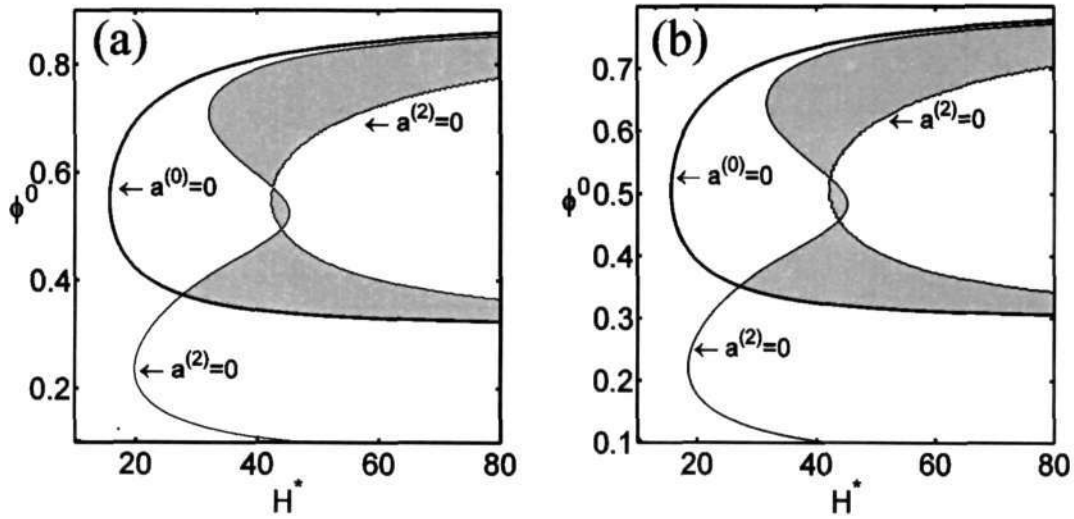 (a)
0.8
0.6
0.4
0.2
ϕ⁰
← a⁽²⁾=0
← a⁽⁰⁾=0
← a⁽²⁾=0
20 40 60 80
H*
(b)
0.7
0.6
0.5
0.4
0.3
0.2
0.1
ϕ⁰
← a⁽²⁾=0
← a⁽⁰⁾=0
← a⁽²⁾=0
20 40 60 80
H*